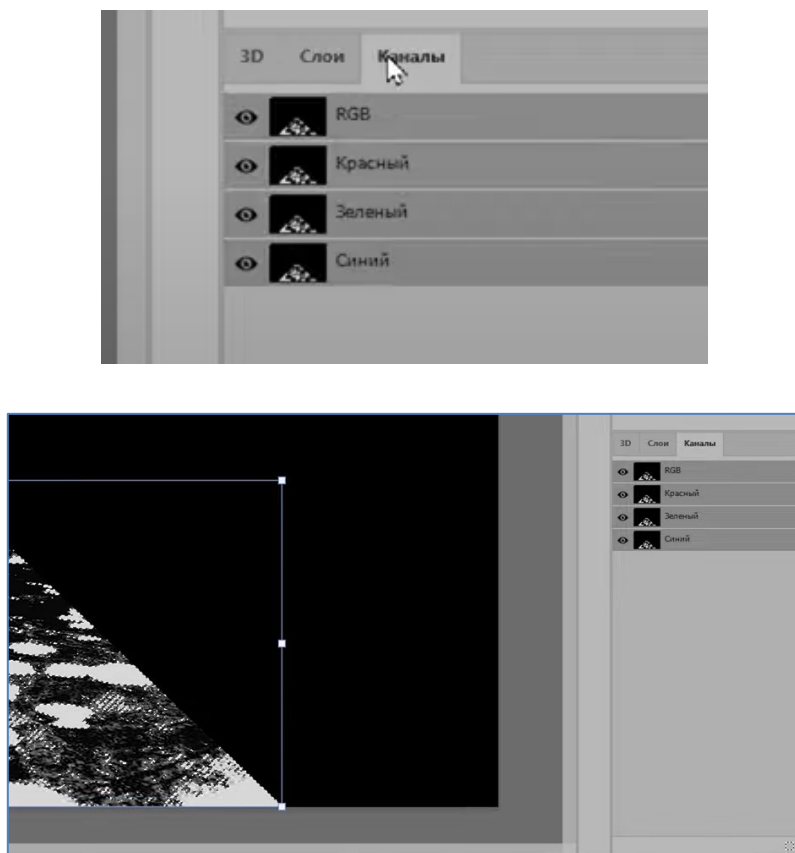 3D Слои Каналы
RGB
Красный
Зеленый
Синий
3D Слои Каналы
RGB
Красный
Зеленый
Синий